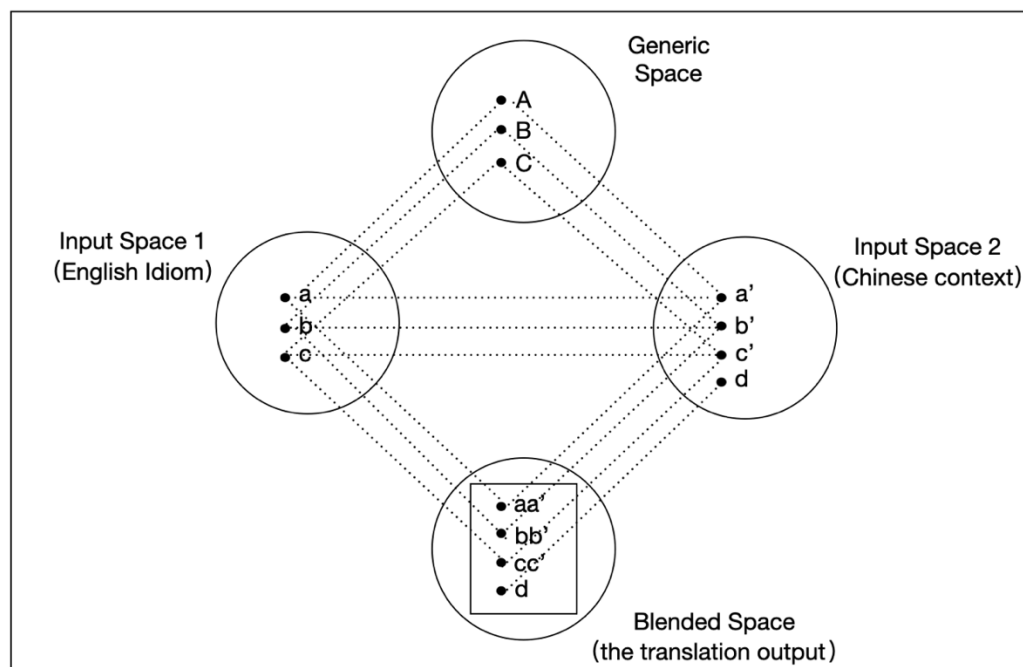 Generic
Space
A
B
C
Input Space 1
(English Idiom)
a
b
c
Input Space 2
(Chinese context)
a’
b’
c’
d
aa’
bb’
cc’
d
Blended Space
(the translation output)